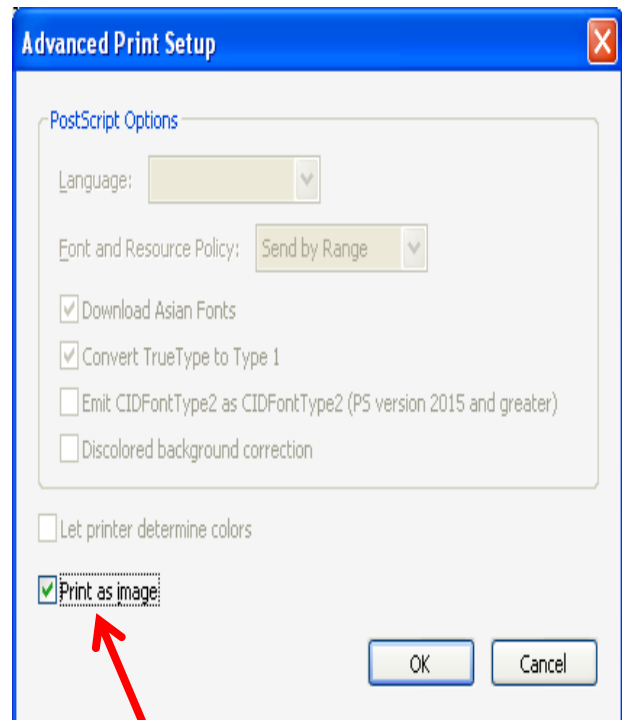 Advanced Print Setup
PostScript Options
Language:
Font and Resource Policy: Send by Range
Download Asian Fonts
Convert TrueType to Type 1
Emit CIDFontType2 as CIDFontType2 (PS version 2015 and greater)
Discolored background correction
Let printer determine colors
Print as image
OK Cancel